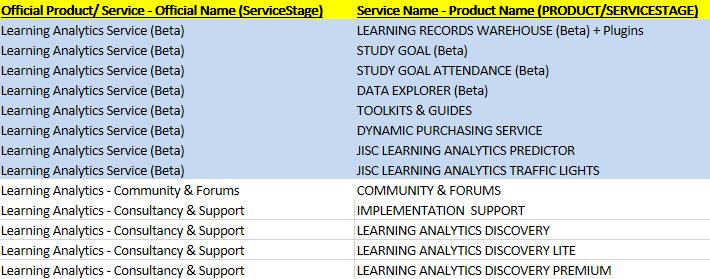 Official Product/ Service - Official Name (ServiceStage) Service Name - Product Name (PRODUCT/SERVICESTAGE)
Learning Analytics Service (Beta) LEARNING RECORDS WAREHOUSE (Beta) + Plugins
Learning Analytics Service (Beta) STUDY GOAL (Beta)
Learning Analytics Service (Beta) STUDY GOAL ATTENDANCE (Beta)
Learning Analytics Service (Beta) DATA EXPLORER (Beta)
Learning Analytics Service (Beta) TOOLKITS & GUIDES
Learning Analytics Service (Beta) DYNAMIC PURCHASING SERVICE
Learning Analytics Service (Beta) JISC LEARNING ANALYTICS PREDICTOR
Learning Analytics Service (Beta) JISC LEARNING ANALYTICS TRAFFIC LIGHTS
Learning Analytics - Community & Forums COMMUNITY & FORUMS
Learning Analytics - Consultancy & Support IMPLEMENTATION SUPPORT
Learning Analytics - Consultancy & Support LEARNING ANALYTICS DISCOVERY
Learning Analytics - Consultancy & Support LEARNING ANALYTICS DISCOVERY LITE
Learning Analytics - Consultancy & Support LEARNING ANALYTICS DISCOVERY PREMIUM